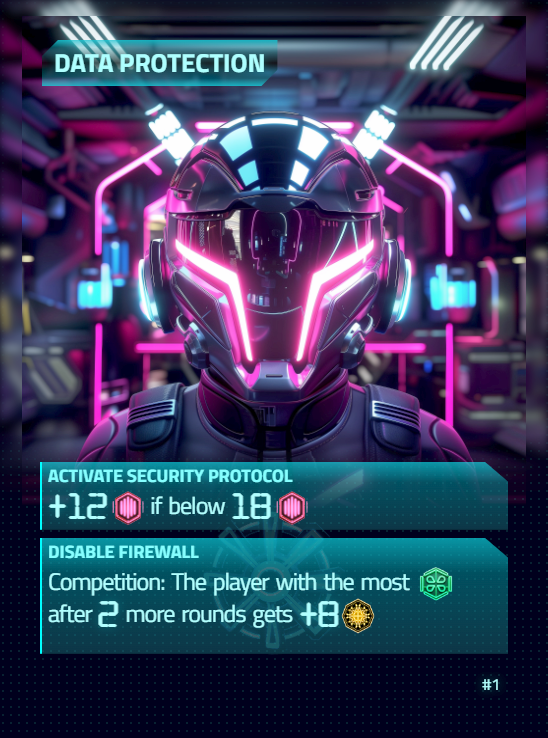 DATA PROTECTION
ACTIVATE SECURITY PROTOCOL
+12 if below 18
DISABLE FIREWALL
Competition: The player with the most
after 2 more rounds gets +8
#1